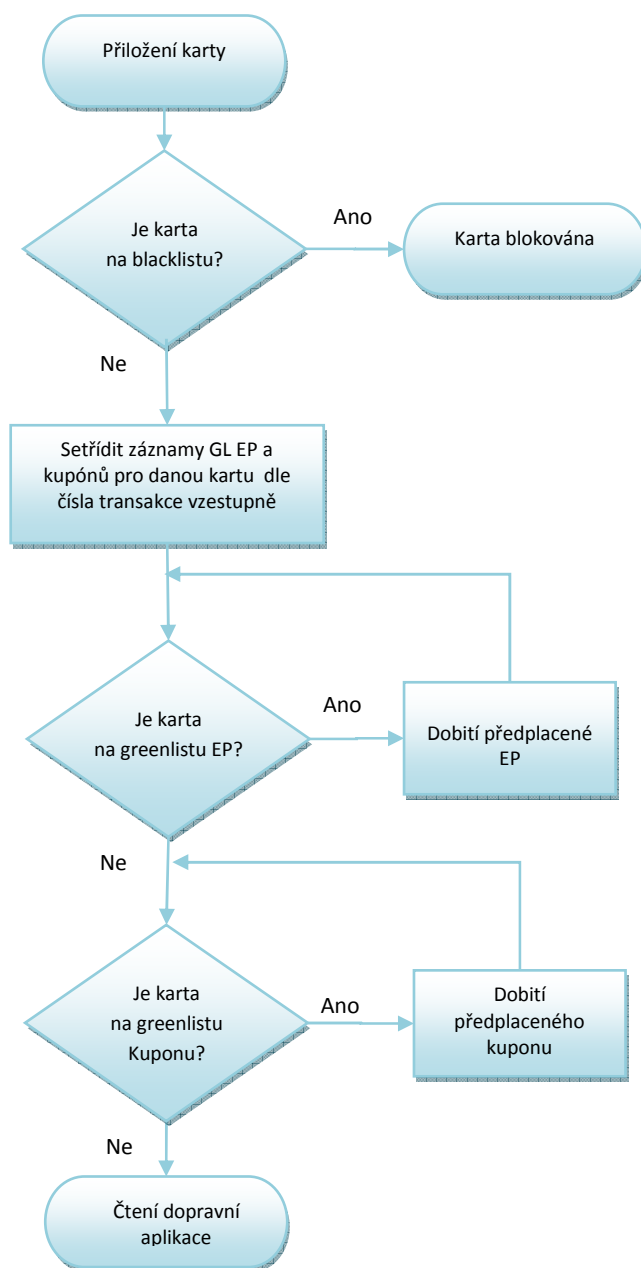 Přiložení karty
Je karta
na blacklistu?
Ano
Karta blokována
Ne
Setřídit záznamy GL EP a
kupónů pro danou kartu dle
čísla transakce vzestupně
Je karta
na greenlistu EP?
Ano
Dobití předplacené
EP
Ne
Je karta
na greenlistu
Kuponu?
Ano
Dobití
předplaceného
kuponu
Ne
Čtení dopravní
aplikace